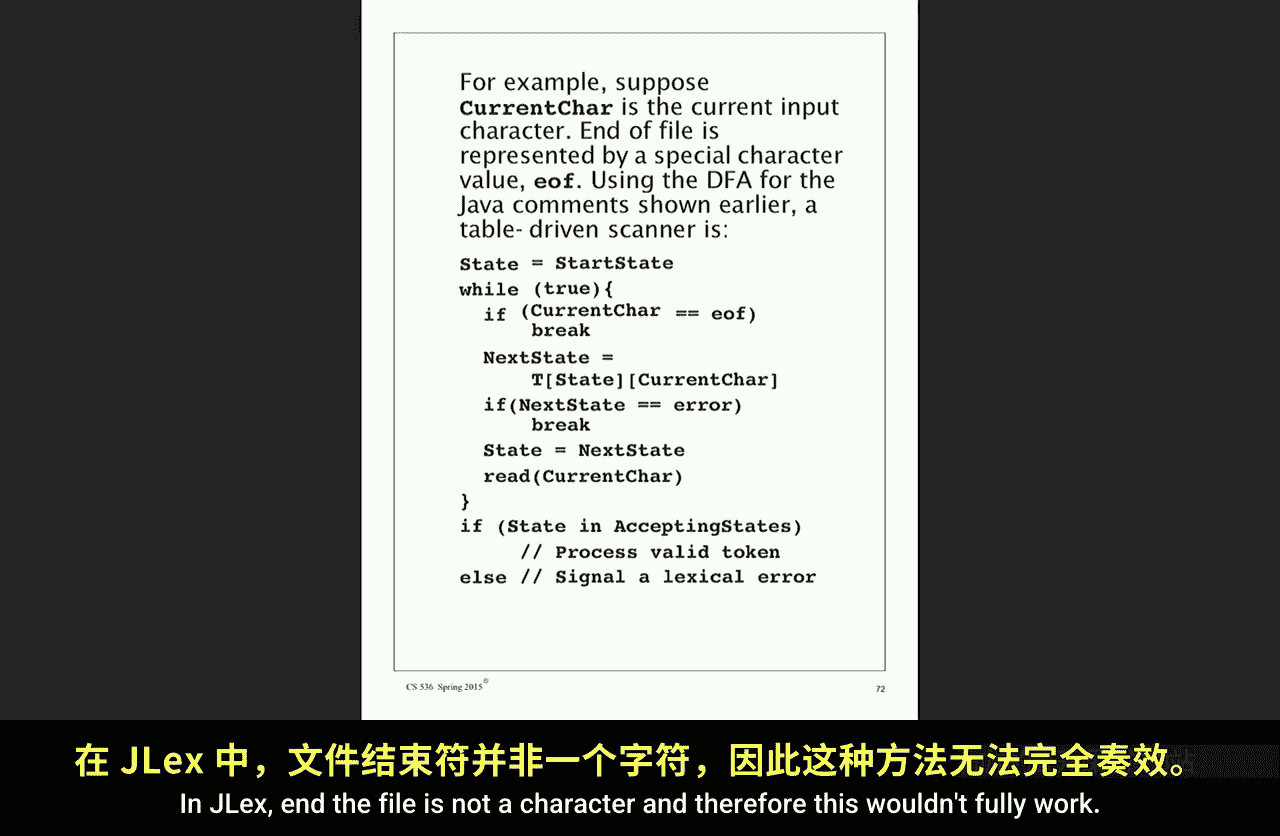 For example, suppose
CurrentChar is the current input
character. End of file is
represented by a special character
value, eof. Using the DFA for the
Java comments shown earlier, a
table- driven scanner is:
State = StartState
while (true){
if (CurrentChar == eof)
break
NextState =
T[State][CurrentChar]
if(NextState == error)
break
State = NextState
read(CurrentChar)
}
if (State in AcceptingStates)
// Process valid token
else // Signal a lexical error
CS 536 Spring 2015©
72
在 JLex 中，文件结束符并非一个字符，因此这种方法无法完全奏效。
In JLex, end the file is not a character and therefore this wouldn't fully work.